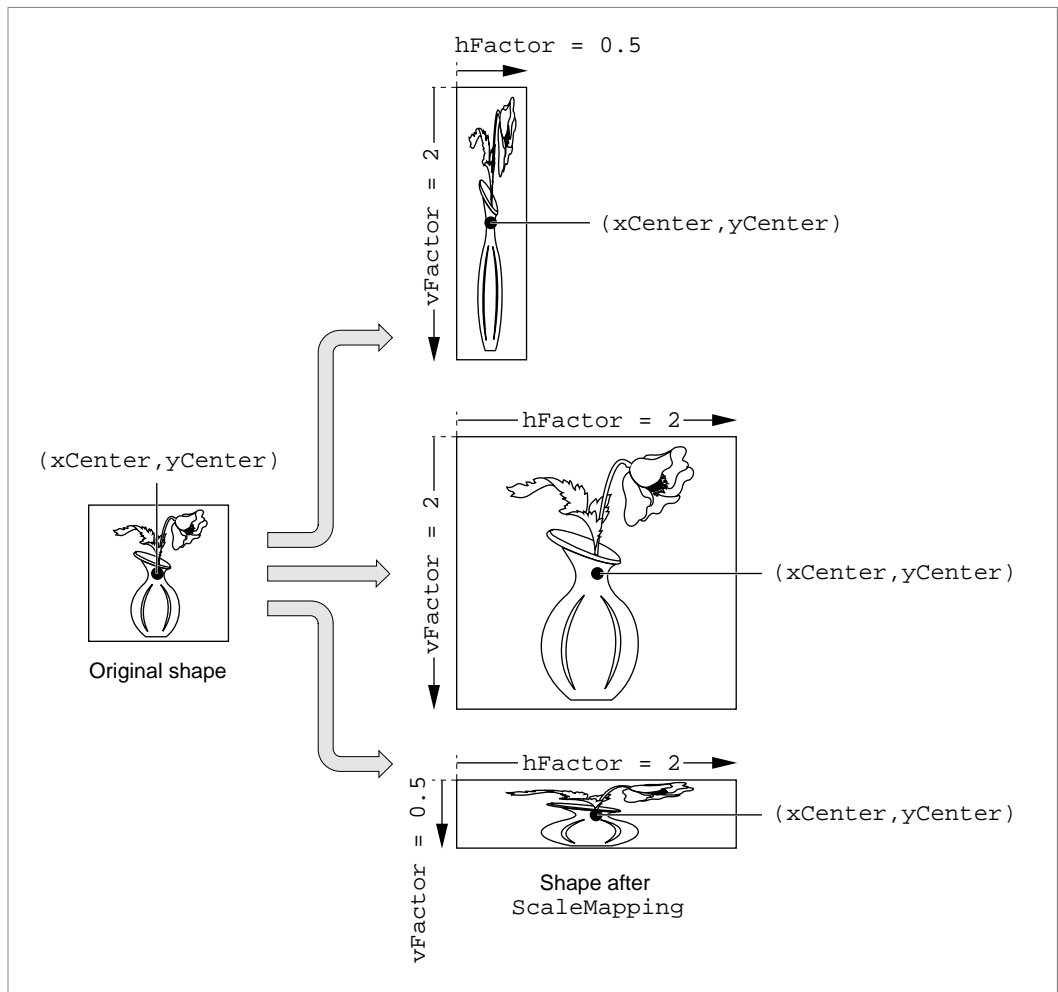 hFactor = 0.5
vFactor = 2
(xCenter,yCenter)
hFactor = 2
(xCenter,yCenter)
vFactor = 2
(xCenter,yCenter)
Original shape
hFactor = 2
vFactor = 0.5
(xCenter,yCenter)
Shape after
ScaleMapping